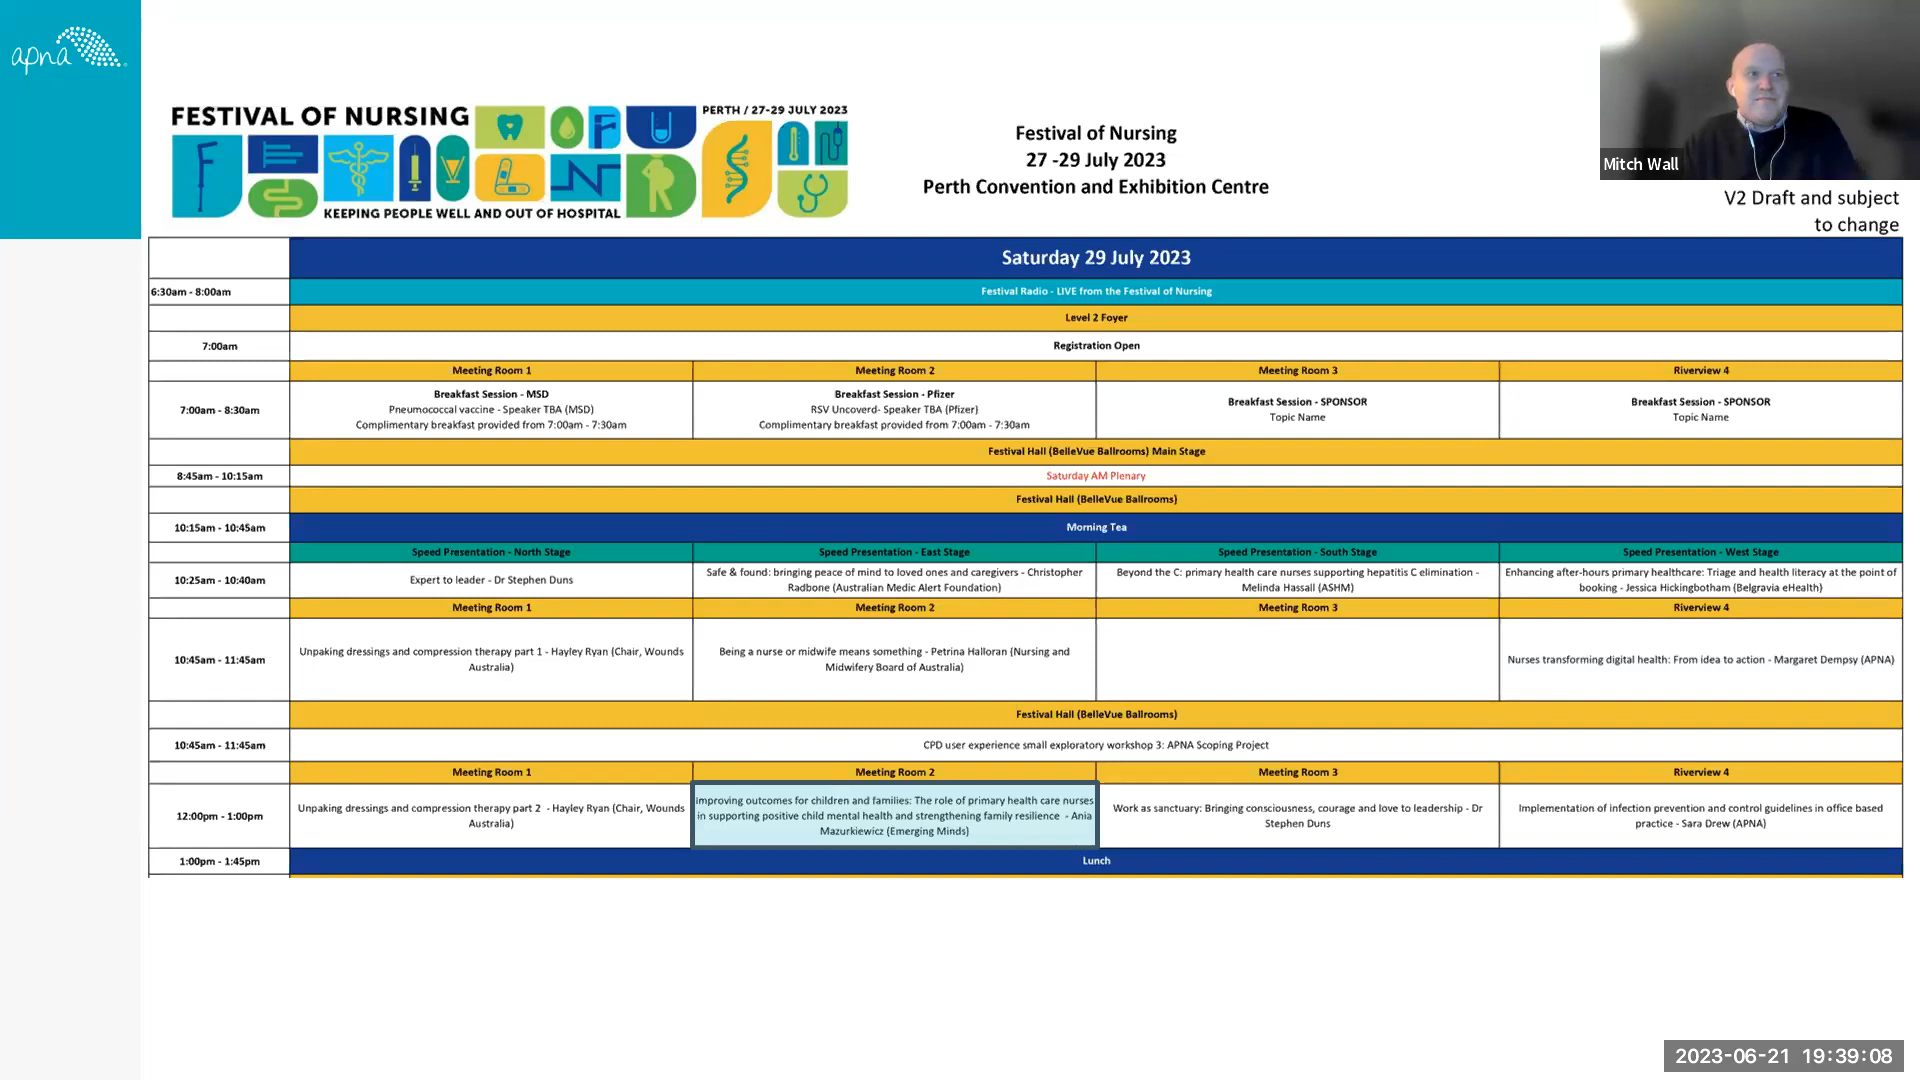 apna
FESTIVAL OF NURSING
PERTH / 27-29 JULY 2023
KEEPING PEOPLE WELL AND OUT OF HOSPITAL
Festival of Nursing
27 -29 July 2023
Perth Convention and Exhibition Centre
Mitch Wall
V2 Draft and subject
to change
Saturday 29 July 2023
6:30am - 8:00am
Festival Radio - LIVE from the Festival of Nursing
Level 2 Foyer
7:00am
Registration Open
Meeting Room 1
Meeting Room 2
Meeting Room 3
Riverview 4
7:00am - 8:30am
Breakfast Session - MSD
Pneumococcal vaccine - Speaker TBA (MSD)
Complimentary breakfast provided from 7:00am - 7:30am
Breakfast Session - Pfizer
RSV Uncoverd- Speaker TBA (Pfizer)
Complimentary breakfast provided from 7:00am - 7:30am
Breakfast Session - SPONSOR
Topic Name
Breakfast Session - SPONSOR
Topic Name
Festival Hall (BelleVue Ballrooms) Main Stage
8:45am - 10:15am
Saturday AM Plenary
Festival Hall (BelleVue Ballrooms)
10:15am - 10:45am
Morning Tea
Speed Presentation - North Stage
Speed Presentation - East Stage
Speed Presentation - South Stage
Speed Presentation - West Stage
10:25am - 10:40am
Expert to leader - Dr Stephen Duns
Safe & found: bringing peace of mind to loved ones and caregivers - Christopher
Radbone (Australian Medic Alert Foundation)
Beyond the C: primary health care nurses supporting hepatitis C elimination -
Melinda Hassall (ASHM)
Enhancing after-hours primary healthcare: Triage and health literacy at the point of
booking - Jessica Hickingbotham (Belgravia eHealth)
Meeting Room 1
Meeting Room 2
Meeting Room 3
Riverview 4
10:45am - 11:45am
Unpaking dressings and compression therapy part 1 - Hayley Ryan (Chair, Wounds
Australia)
Being a nurse or midwife means something - Petrina Halloran (Nursing and
Midwifery Board of Australia)
Nurses transforming digital health: From idea to action - Margaret Dempsy (APNA)
Festival Hall (BelleVue Ballrooms)
10:45am - 11:45am
CPD user experience small exploratory workshop 3: APNA Scoping Project
Meeting Room 1
Meeting Room 2
Meeting Room 3
Riverview 4
12:00pm - 1:00pm
Unpaking dressings and compression therapy part 2 - Hayley Ryan (Chair, Wounds
Australia)
Improving outcomes for children and families: The role of primary health care nurses
in supporting positive child mental health and strengthening family resilience - Ania
Mazurkiewicz (Emerging Minds)
Work as sanctuary: Bringing consciousness, courage and love to leadership - Dr
Stephen Duns
Implementation of infection prevention and control guidelines in office based
practice - Sara Drew (APNA)
1:00pm - 1:45pm
Lunch
2023-06-21 19:39:08